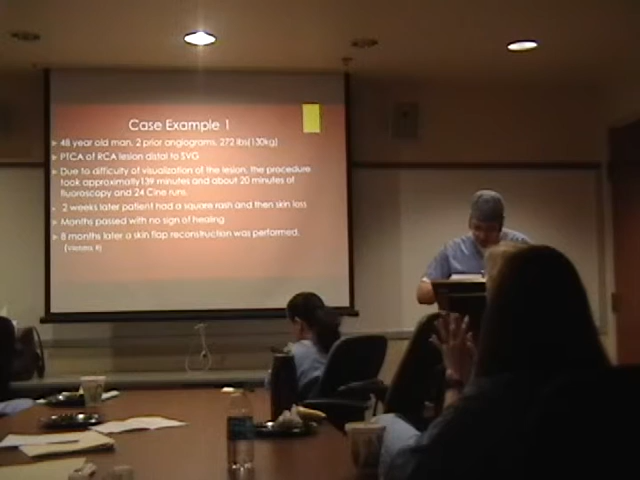 Case Example 1
48 year old man, 2 prior angiograms, 272 lbs(130kg)
PTCA of RCA lesion distal to SVG
Due to difficulty of visualization of the lesion, the procedure
took approximatly139 minutes and about 20 minutes of
fluoroscopy and 24 Cine runs.
2 weeks later patient had a square rash and then skin loss
Months passed with no sign of healing
8 months later a skin flap reconstruction was performed.